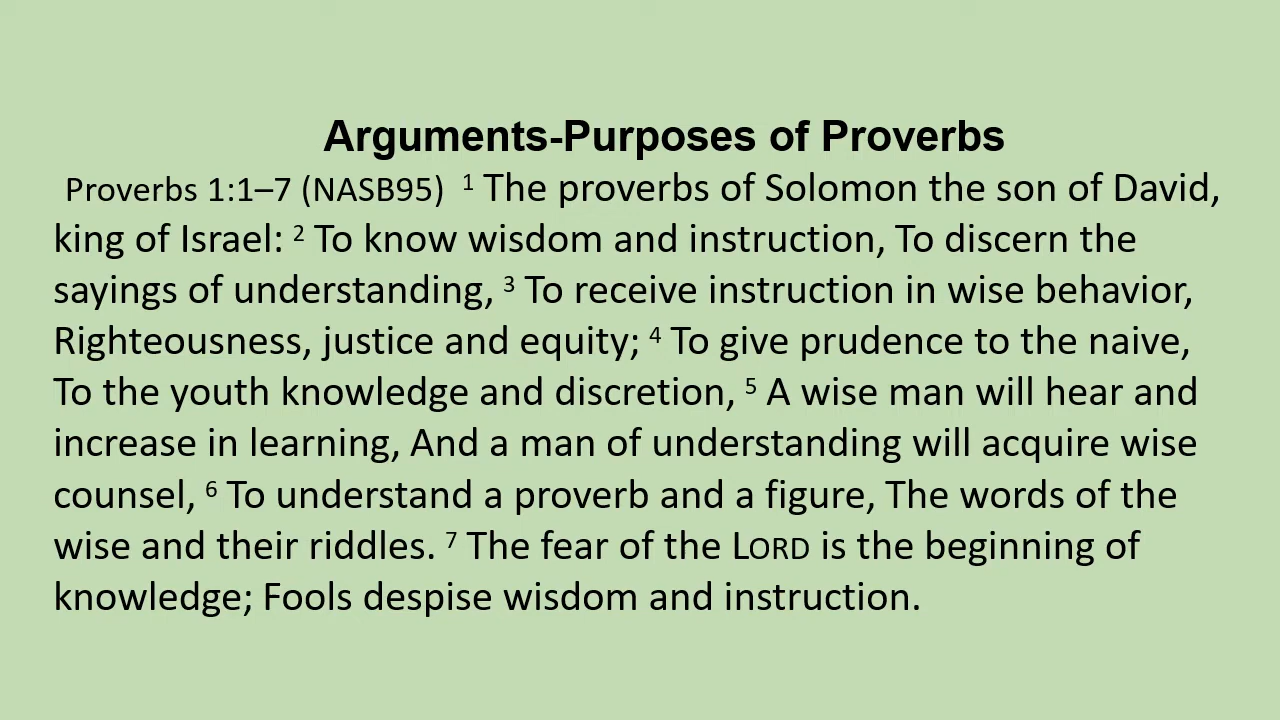 Arguments-Purposes of Proverbs
Proverbs 1:1–7 (NASB95) 1 The proverbs of Solomon the son of David,
king of Israel: 2 To know wisdom and instruction, To discern the
sayings of understanding, 3 To receive instruction in wise behavior,
Righteousness, justice and equity; 4 To give prudence to the naive,
To the youth knowledge and discretion, 5 A wise man will hear and
increase in learning, And a man of understanding will acquire wise
counsel, 6 To understand a proverb and a figure, The words of the
wise and their riddles. 7 The fear of the LORD is the beginning of
knowledge; Fools despise wisdom and instruction.